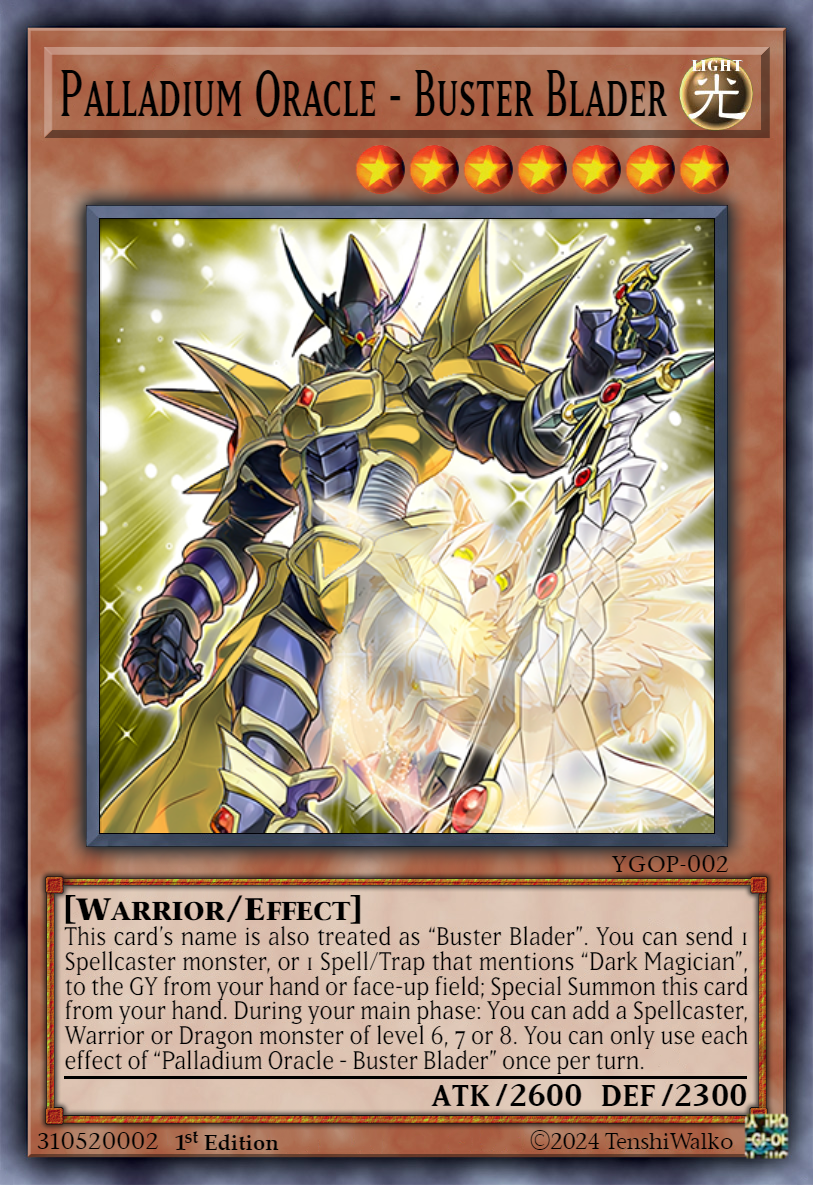 Palladium Oracle - Buster Blader
LIGHT
光
YGOP-002
[Warrior/Effect]
This card's name is also treated as “Buster Blader”. You can send 1
Spellcaster monster, or 1 Spell/Trap that mentions “Dark Magician”,
to the GY from your hand or face-up field; Special Summon this card
from your hand. During your main phase: You can add a Spellcaster,
Warrior or Dragon monster of level 6, 7 or 8. You can only use each
effect of “Palladium Oracle - Buster Blader” once per turn.
ATK/2600 DEF/2300
310520002 1st Edition ©2024 TenshiWalko